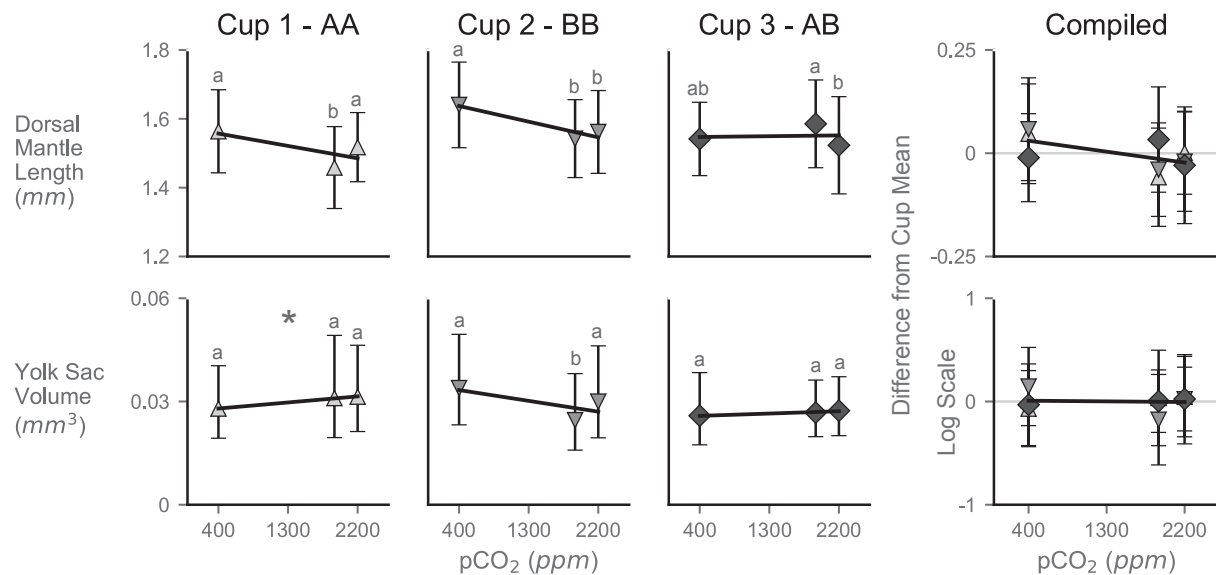 Cup 1 - AA
Cup 2 - BB
Cup 3 - AB
Compiled
Dorsal
Mantle
Length
(mm)
1.8
1.6
1.4
1.2
a
b
a
a
b
b
ab
a
b
Difference from Cup Mean
0.25
0
-0.25
Yolk Sac
Volume
(mm³)
0.06
0.03
0
*
a
a
a
a
b
a
a
a
a
Log Scale
1
0
-1
400 1300 2200
400 1300 2200
400 1300 2200
400 1300 2200
pCO₂ (ppm)
pCO₂ (ppm)